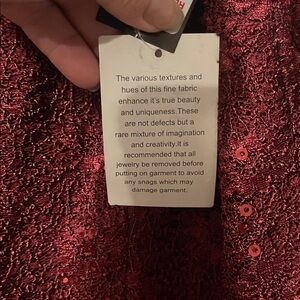 The various textures and
hues of this fine fabric
enhance it's true beauty
and uniqueness.These
are not defects but a
rare mixture of imagination
and creativity.It is
recommended that all
jewelry be removed before
putting on garment to avoid
any snags which may
damage garment.